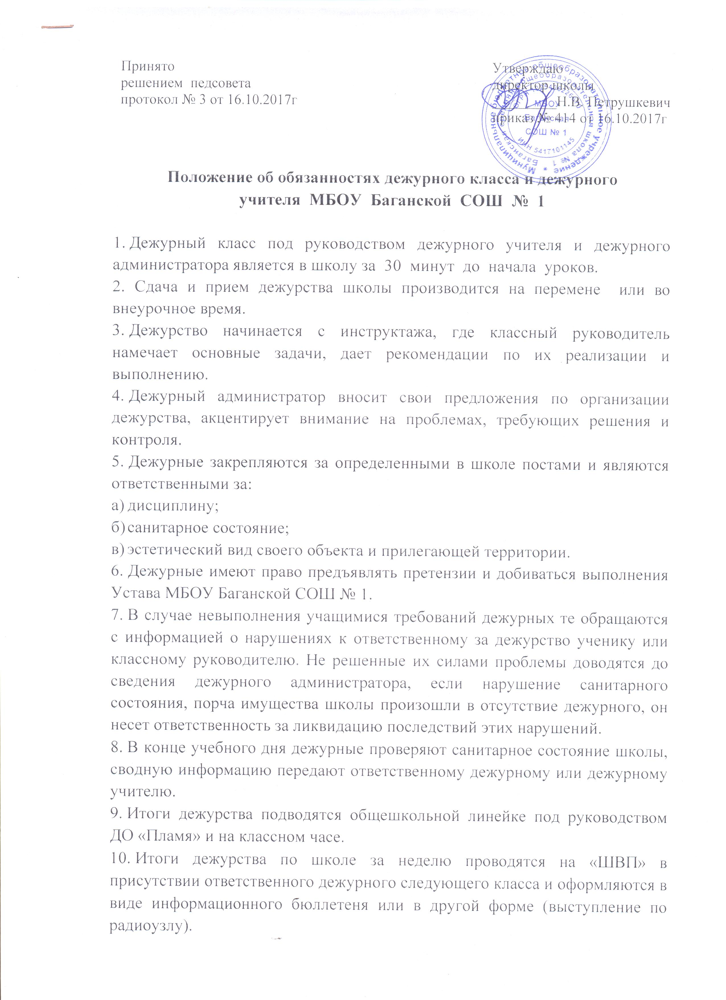 Принято
решением педсовета
протокол № 3 от 16.10.2017г
Утверждаю
директор школы
Н.В. Петрушкевич
приказ № 414 от 16.10.2017г
Муниципальное бюджетное общеобразовательное учреждение *
Баганская средняя общеобразовательная школа № 1
ОГРН
МБОУ
Баганская
СОШ № 1
ИНН 5417101145
Положение об обязанностях дежурного класса и дежурного
учителя МБОУ Баганской СОШ № 1
1. Дежурный класс под руководством дежурного учителя и дежурного
администратора является в школу за 30 минут до начала уроков.
2. Сдача и прием дежурства школы производится на перемене или во
внеурочное время.
3. Дежурство начинается с инструктажа, где классный руководитель
намечает основные задачи, дает рекомендации по их реализации и
выполнению.
4. Дежурный администратор вносит свои предложения по организации
дежурства, акцентирует внимание на проблемах, требующих решения и
контроля.
5. Дежурные закрепляются за определенными в школе постами и являются
ответственными за:
а) дисциплину;
б) санитарное состояние;
в) эстетический вид своего объекта и прилегающей территории.
6. Дежурные имеют право предъявлять претензии и добиваться выполнения
Устава МБОУ Баганской СОШ № 1.
7. В случае невыполнения учащимися требований дежурных те обращаются
с информацией о нарушениях к ответственному за дежурство ученику или
классному руководителю. Не решенные их силами проблемы доводятся до
сведения дежурного администратора, если нарушение санитарного
состояния, порча имущества школы произошли в отсутствие дежурного, он
несет ответственность за ликвидацию последствий этих нарушений.
8. В конце учебного дня дежурные проверяют санитарное состояние школы,
сводную информацию передают ответственному дежурному или дежурному
учителю.
9. Итоги дежурства подводятся общешкольной линейке под руководством
ДО «Пламя» и на классном часе.
10. Итоги дежурства по школе за неделю проводятся на «ШВП» в
присутствии ответственного дежурного следующего класса и оформляются в
виде информационного бюллетеня или в другой форме (выступление по
радиоузлу).